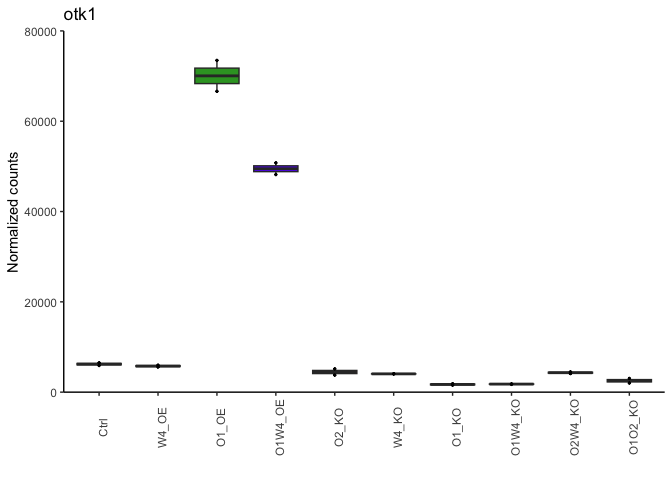 otk1
Normalized counts
80000
60000
40000
20000
0
Ctrl
W4_OE
O1_OE
O1W4_OE
O2_KO
W4_KO
O1_KO
O1W4_KO
O2W4_KO
O1O2_KO